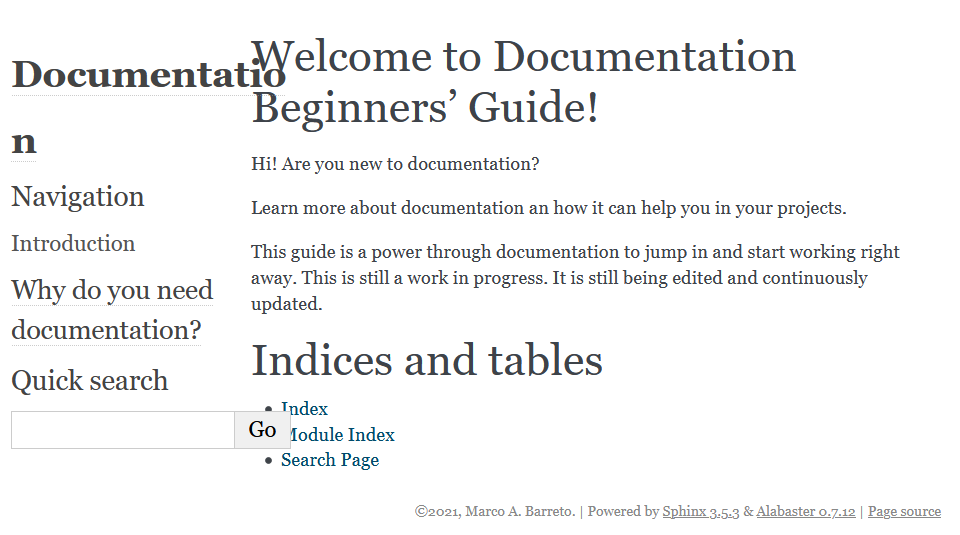 Documentatio
n
Navigation
Introduction
Why do you need
documentation?
Quick search
Go
Welcome to Documentation
Beginners’ Guide!
Hi! Are you new to documentation?
Learn more about documentation an how it can help you in your projects.
This guide is a power through documentation to jump in and start working right
away. This is still a work in progress. It is still being edited and continuously
updated.
Indices and tables
Index
Module Index
Search Page
©2021, Marco A. Barreto. | Powered by Sphinx 3.5.3 & Alabaster 0.7.12 | Page source